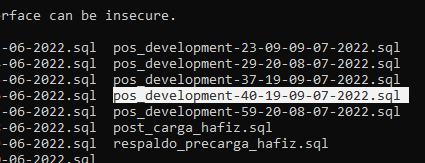 rface can be insecure.
-06-2022.sql pos_development-23-09-09-07-2022.sql
-06-2022.sql pos_development-29-20-08-07-2022.sql
-06-2022.sql pos_development-37-19-09-07-2022.sql
-06-2022.sql pos_development-40-19-09-07-2022.sql
-06-2022.sql pos_development-59-20-08-07-2022.sql
-06-2022.sql post_carga_hafiz.sql
-06-2022.sql respaldo_precarga_hafiz.sql
-06-2022.sql